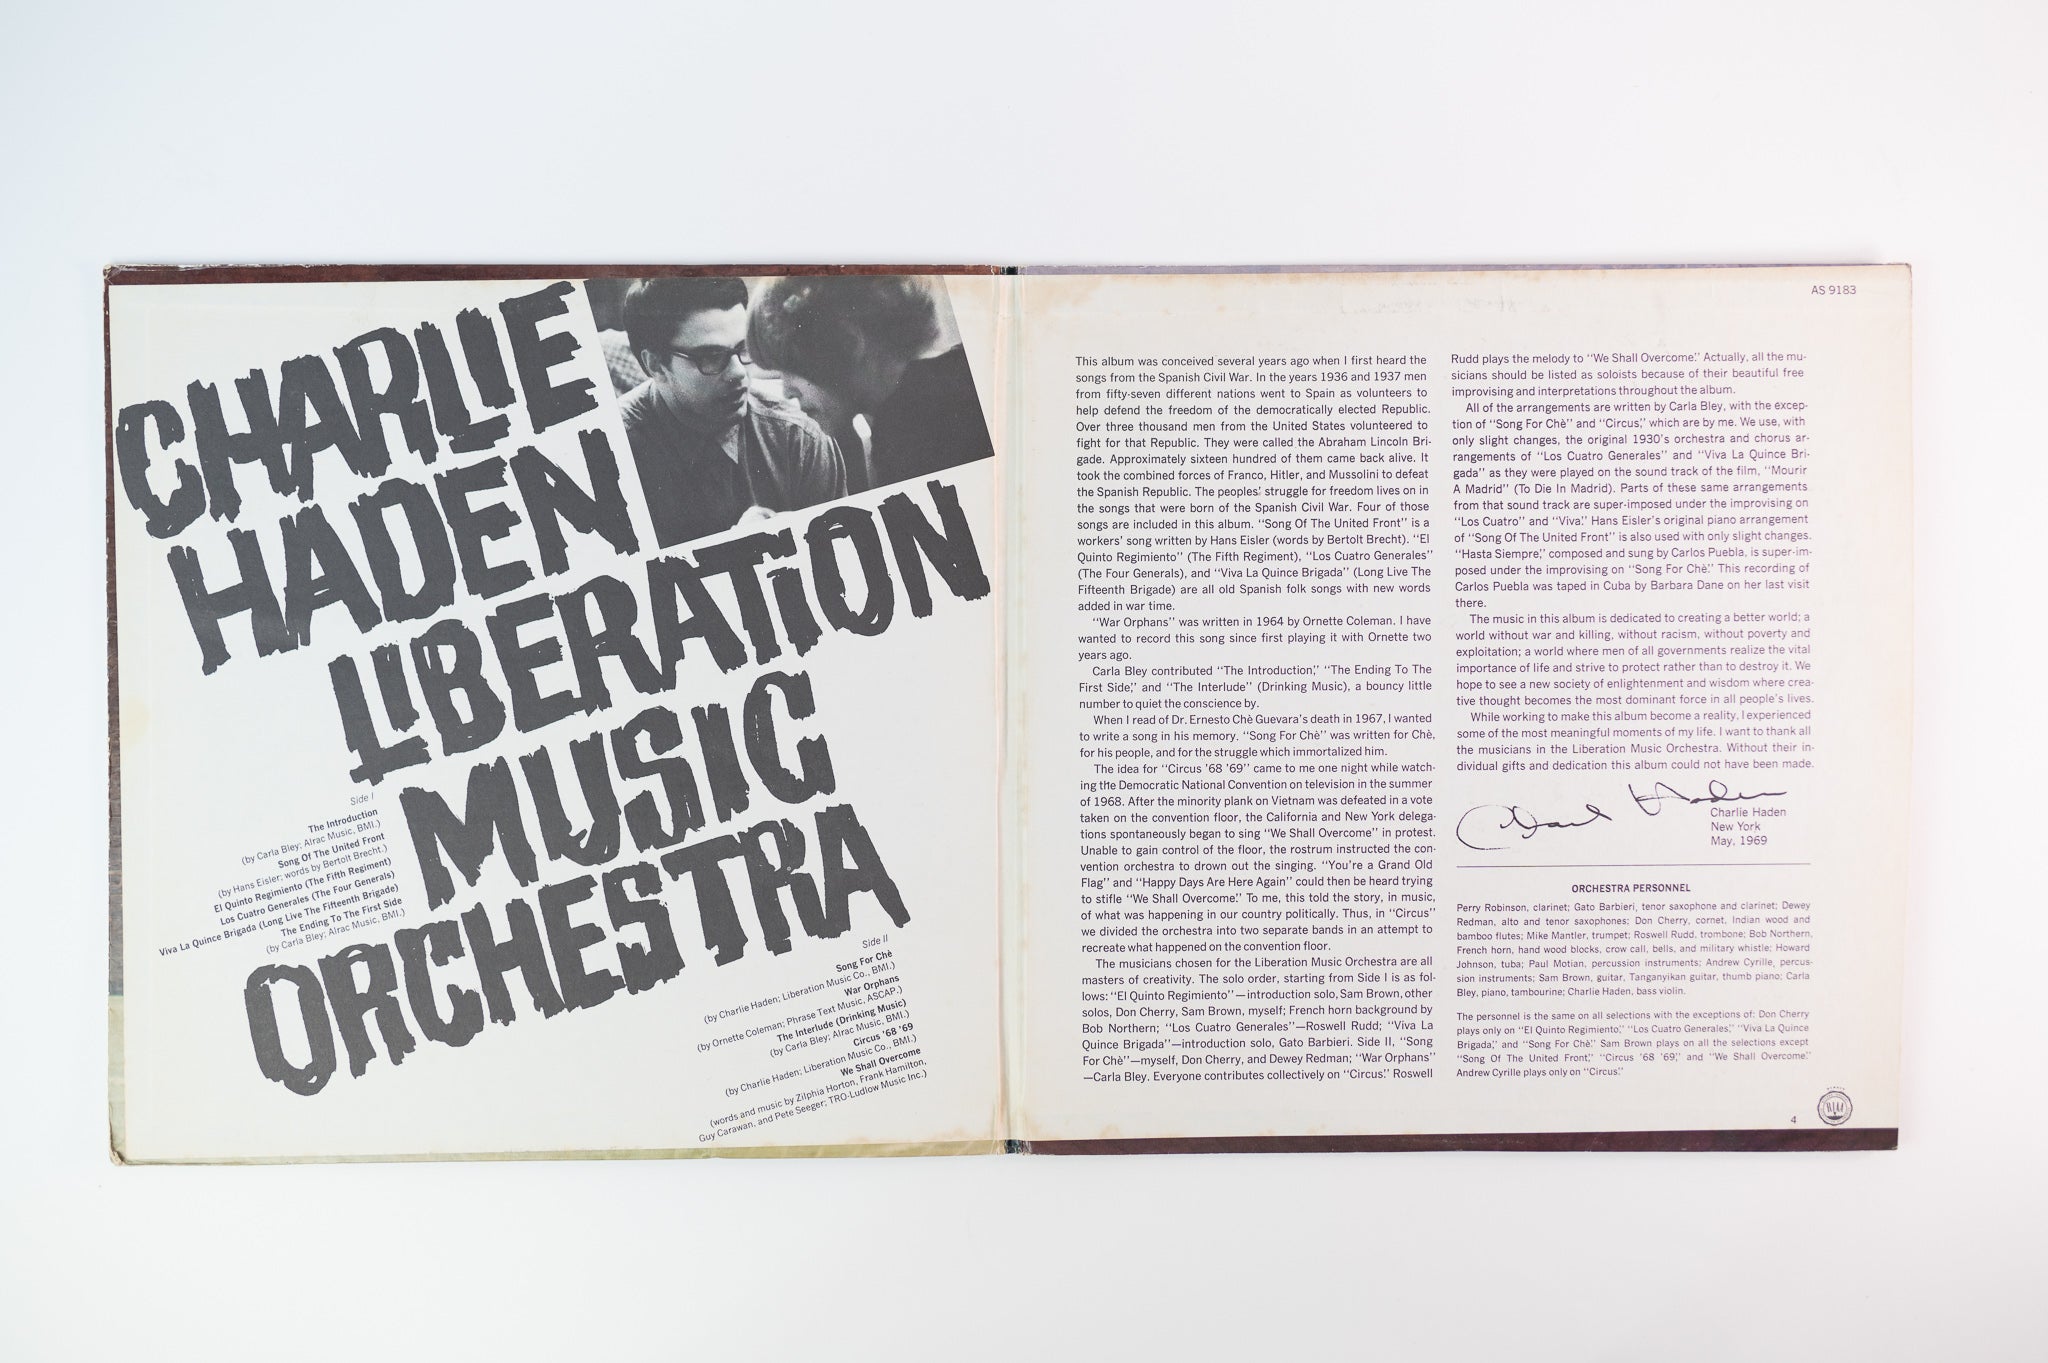 CHARLIE
HADEN
LIBERATION
MUSIC
ORCHESTRA
Side I
The Introduction
(by Carla Bley; Alrac Music, BMI.)
Song Of The United Front
(by Hans Eisler; words by Bertolt Brecht.)
El Quinto Regimiento (The Fifth Regiment)
Los Cuatro Generales (The Four Generals)
Viva La Quince Brigada (Long Live The Fifteenth Brigade)
The Ending To The First Side
(by Carla Bley; Alrac Music, BMI.)
Side II
Song For Chè
(by Charlie Haden; Liberation Music Co., BMI.)
War Orphans
(by Ornette Coleman; Phrase Text Music, ASCAP.)
The Interlude (Drinking Music)
(by Carla Bley; Alrac Music, BMI.)
Circus '68 '69
(by Charlie Haden; Liberation Music Co., BMI.)
We Shall Overcome
(words and music by Zilphia Horton, Frank Hamilton,
Guy Carawan, and Pete Seeger; TRO-Ludlow Music Inc.)
AS 9183
This album was conceived several years ago when I first heard the
songs from the Spanish Civil War. In the years 1936 and 1937 men
from fifty-seven different nations went to Spain as volunteers to
help defend the freedom of the democratically elected Republic.
Over three thousand men from the United States volunteered to
fight for that Republic. They were called the Abraham Lincoln Bri-
gade. Approximately sixteen hundred of them came back alive. It
took the combined forces of Franco, Hitler, and Mussolini to defeat
the Spanish Republic. The peoples' struggle for freedom lives on in
the songs that were born of the Spanish Civil War. Four of those
songs are included in this album. "Song Of The United Front" is a
workers' song written by Hans Eisler (words by Bertolt Brecht). "El
Quinto Regimiento" (The Fifth Regiment), "Los Cuatro Generales"
(The Four Generals), and "Viva La Quince Brigada" (Long Live The
Fifteenth Brigade) are all old Spanish folk songs with new words
added in war time.
"War Orphans" was written in 1964 by Ornette Coleman. I have
wanted to record this song since first playing it with Ornette two
years ago.
Carla Bley contributed "The Introduction," "The Ending To The
First Side," and "The Interlude" (Drinking Music), a bouncy little
number to quiet the conscience by.
When I read of Dr. Ernesto Chè Guevara's death in 1967, I wanted
to write a song in his memory. "Song For Chè" was written for Chè,
for his people, and for the struggle which immortalized him.
The idea for "Circus '68 '69" came to me one night while watch-
ing the Democratic National Convention on television in the summer
of 1968. After the minority plank on Vietnam was defeated in a vote
taken on the convention floor, the California and New York delega-
tions spontaneously began to sing "We Shall Overcome" in protest.
Unable to gain control of the floor, the rostrum instructed the con-
vention orchestra to drown out the singing. "You're a Grand Old
Flag" and "Happy Days Are Here Again" could then be heard trying
to stifle "We Shall Overcome." To me, this told the story, in music,
of what was happening in our country politically. Thus, in "Circus"
we divided the orchestra into two separate bands in an attempt to
recreate what happened on the convention floor.
The musicians chosen for the Liberation Music Orchestra are all
masters of creativity. The solo order, starting from Side I is as fol-
lows: "El Quinto Regimiento"—introduction solo, Sam Brown, other
solos, Don Cherry, Sam Brown, myself; French horn background by
Bob Northern; "Los Cuatro Generales"—Roswell Rudd; "Viva La
Quince Brigada"—introduction solo, Gato Barbieri. Side II, "Song
For Chè"—myself, Don Cherry, and Dewey Redman; "War Orphans"
—Carla Bley. Everyone contributes collectively on "Circus." Roswell
Rudd plays the melody to "We Shall Overcome." Actually, all the mu-
sicians should be listed as soloists because of their beautiful free
improvising and interpretations throughout the album.
All of the arrangements are written by Carla Bley, with the excep-
tion of "Song For Chè" and "Circus," which are by me. We use, with
only slight changes, the original 1930's orchestra and chorus ar-
rangements of "Los Cuatro Generales" and "Viva La Quince Bri-
gada" as they were played on the sound track of the film, "Mourir
A Madrid" (To Die In Madrid). Parts of these same arrangements
from that sound track are super-imposed under the improvising on
"Los Cuatro" and "Viva." Hans Eisler's original piano arrangement
of "Song Of The United Front" is also used with only slight changes.
"Hasta Siempre," composed and sung by Carlos Puebla, is super-im-
posed under the improvising on "Song For Chè." This recording of
Carlos Puebla was taped in Cuba by Barbara Dane on her last visit
there.
The music in this album is dedicated to creating a better world; a
world without war and killing, without racism, without poverty and
exploitation; a world where men of all governments realize the vital
importance of life and strive to protect rather than to destroy it. We
hope to see a new society of enlightenment and wisdom where crea-
tive thought becomes the most dominant force in all people's lives.
While working to make this album become a reality, I experienced
some of the most meaningful moments of my life. I want to thank all
the musicians in the Liberation Music Orchestra. Without their in-
dividual gifts and dedication this album could not have been made.
Charlie Haden
Charlie Haden
New York
May, 1969
ORCHESTRA PERSONNEL
Perry Robinson, clarinet; Gato Barbieri, tenor saxophone and clarinet; Dewey
Redman, alto and tenor saxophones; Don Cherry, cornet, Indian wood and
bamboo flutes; Mike Mantler, trumpet; Roswell Rudd, trombone; Bob Northern,
French horn, hand wood blocks, crow call, bells, and military whistle; Howard
Johnson, tuba; Paul Motian, percussion instruments; Andrew Cyrille, percus-
sion instruments; Sam Brown, guitar, Tanganyikan guitar, thumb piano; Carla
Bley, piano, tambourine; Charlie Haden, bass violin.
The personnel is the same on all selections with the exceptions of: Don Cherry
plays only on "El Quinto Regimiento," "Los Cuatro Generales," "Viva La Quince
Brigada," and "Song For Chè." Sam Brown plays on all the selections except
"Song Of The United Front," "Circus '68 '69," and "We Shall Overcome."
Andrew Cyrille plays only on "Circus."
4
RIAA